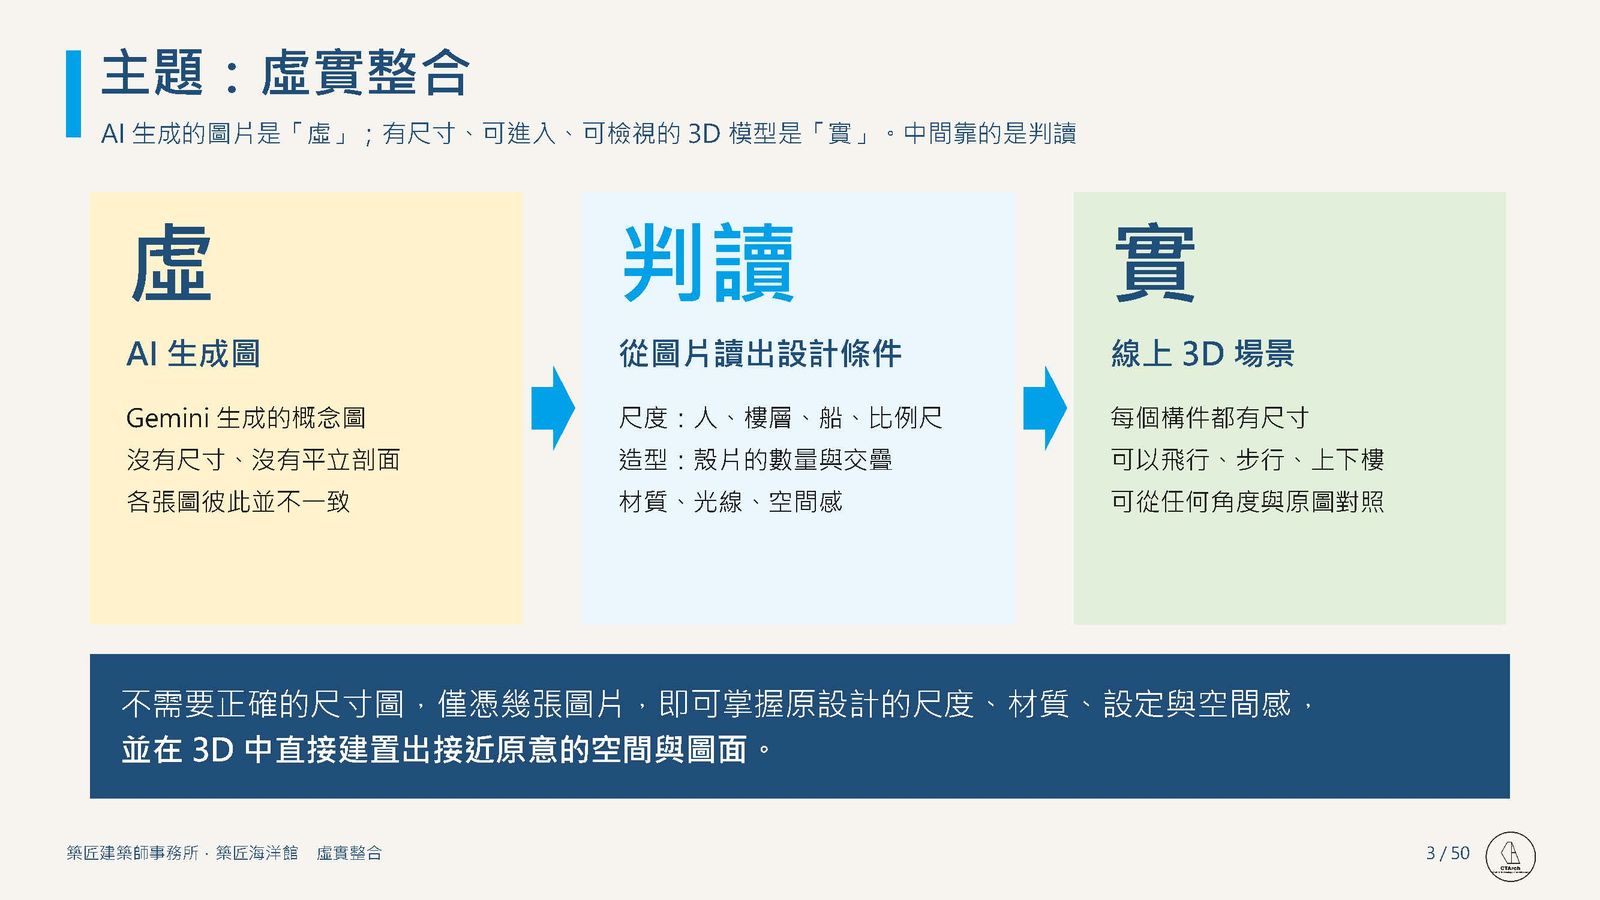 主題：虛實整合
AI 生成的圖片是「虛」；有尺寸、可進入、可檢視的 3D 模型是「實」。中間靠的是判讀
虛
AI 生成圖
Gemini 生成的概念圖
沒有尺寸、沒有平立剖面
各張圖彼此並不一致
判讀
從圖片讀出設計條件
尺度：人、樓層、船、比例尺
造型：殼片的數量與交疊
材質、光線、空間感
實
線上 3D 場景
每個構件都有尺寸
可以飛行、步行、上下樓
可從任何角度與原圖對照
不需要正確的尺寸圖，僅憑幾張圖片，即可掌握原設計的尺度、材質、設定與空間感，
並在 3D 中直接建置出接近原意的空間與圖面。
築匠建築師事務所．築匠海洋館　虛實整合
3 / 50
CTArch